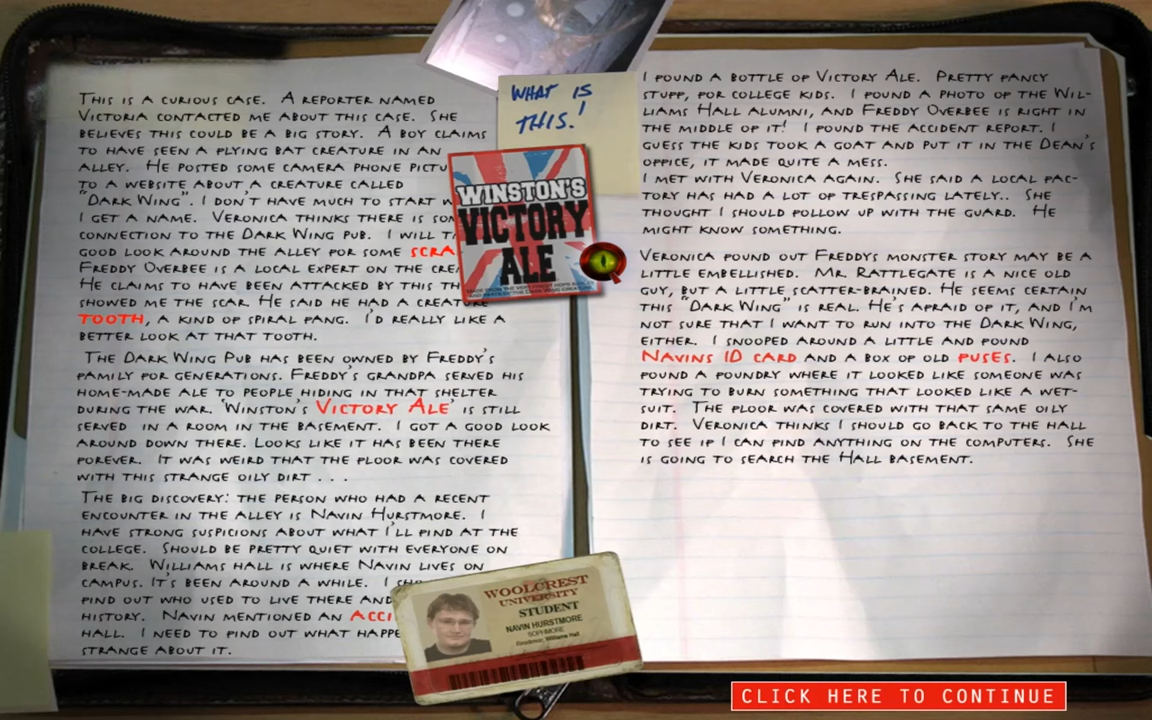 THIS IS A CURIOUS CASE. A REPORTER NAMED
VICTORIA CONTACTED ME ABOUT THIS CASE. SHE
BELIEVES THIS COULD BE A BIG STORY. A BOY CLAIMS
TO HAVE SEEN A FLYING BAT CREATURE IN AN
ALLEY. HE POSTED SOME CAMERA PHONE PICTU
TO A WEBSITE ABOUT A CREATURE CALLED
"DARK WING". I DON'T HAVE MUCH TO START W
I GET A NAME. VERONICA THINKS THERE IS SOM
CONNECTION TO THE DARK WING PUB. I WILL T
GOOD LOOK AROUND THE ALLEY FOR SOME SCRA
FREDDY OVERBEE IS A LOCAL EXPERT ON THE CRE
HE CLAIMS TO HAVE BEEN ATTACKED BY THIS TH
SHOWED ME THE SCAR. HE SAID HE HAD A CREATURE
TOOTH, A KIND OF SPIRAL FANG. I'D REALLY LIKE A
BETTER LOOK AT THAT TOOTH.
THE DARK WING PUB HAS BEEN OWNED BY FREDDY'S
FAMILY FOR GENERATIONS. FREDDY'S GRANDPA SERVED HIS
HOME-MADE ALE TO PEOPLE HIDING IN THAT SHELTER
DURING THE WAR. 'WINSTON'S VICTORY ALE' IS STILL
SERVED IN A ROOM IN THE BASEMENT. I GOT A GOOD LOOK
AROUND DOWN THERE. LOOKS LIKE IT HAS BEEN THERE
FOREVER. IT WAS WEIRD THAT THE FLOOR WAS COVERED
WITH THIS STRANGE OILY DIRT . . .
THE BIG DISCOVERY: THE PERSON WHO HAD A RECENT
ENCOUNTER IN THE ALLEY IS NAVIN HURSTMORE. I
HAVE STRONG SUSPICIONS ABOUT WHAT I'LL FIND AT THE
COLLEGE. SHOULD BE PRETTY QUIET WITH EVERYONE ON
BREAK. WILLIAMS HALL IS WHERE NAVIN LIVES ON
CAMPUS. IT'S BEEN AROUND A WHILE. I SHO
FIND OUT WHO USED TO LIVE THERE AND
HISTORY. NAVIN MENTIONED AN ACCI
HALL. I NEED TO FIND OUT WHAT HAPPE
STRANGE ABOUT IT.
WHAT IS
THIS!
WINSTON'S
VICTORY
ALE
WOOLCREST
UNIVERSITY
STUDENT
NAVIN HURSTMORE
SOPHMORE
Residence: Williams Hall
I FOUND A BOTTLE OF VICTORY ALE. PRETTY FANCY
STUFF, FOR COLLEGE KIDS. I FOUND A PHOTO OF THE WIL-
LIAMS HALL ALUMNI, AND FREDDY OVERBEE IS RIGHT IN
THE MIDDLE OF IT! I FOUND THE ACCIDENT REPORT. I
GUESS THE KIDS TOOK A GOAT AND PUT IT IN THE DEAN'S
OFFICE, IT MADE QUITE A MESS.
I MET WITH VERONICA AGAIN. SHE SAID A LOCAL FAC-
TORY HAS HAD A LOT OF TRESPASSING LATELY.. SHE
THOUGHT I SHOULD FOLLOW UP WITH THE GUARD. HE
MIGHT KNOW SOMETHING.
VERONICA FOUND OUT FREDDYS MONSTER STORY MAY BE A
LITTLE EMBELLISHED. MR. RATTLEGATE IS A NICE OLD
GUY, BUT A LITTLE SCATTER-BRAINED. HE SEEMS CERTAIN
THIS "DARK WING" IS REAL. HE'S AFRAID OF IT, AND I'M
NOT SURE THAT I WANT TO RUN INTO THE DARK WING,
EITHER. I SNOOPED AROUND A LITTLE AND FOUND
NAVINS ID CARD AND A BOX OF OLD FUSES. I ALSO
FOUND A FOUNDRY WHERE IT LOOKED LIKE SOMEONE WAS
TRYING TO BURN SOMETHING THAT LOOKED LIKE A WET-
SUIT. THE FLOOR WAS COVERED WITH THAT SAME OILY
DIRT. VERONICA THINKS I SHOULD GO BACK TO THE HALL
TO SEE IF I CAN FIND ANYTHING ON THE COMPUTERS. SHE
IS GOING TO SEARCH THE HALL BASEMENT.
CLICK HERE TO CONTINUE